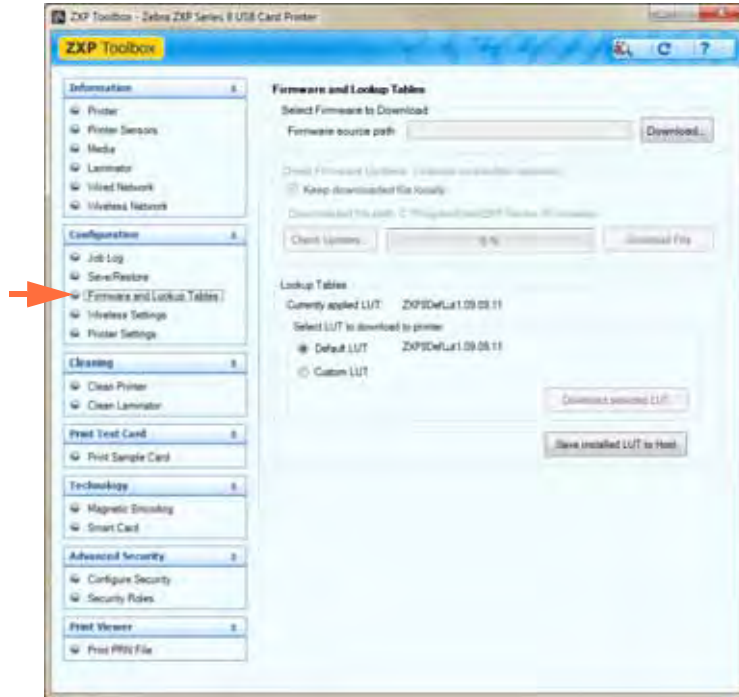 ZXP Toolbox - Zebra ZXP Series 8 USB Card Printer
ZXP Toolbox
?
Information
Printer
Printer Sensors
Media
Laminator
Wired Network
Wireless Network
Configuration
Job Log
Save/Restore
Firmware and Lookup Tables
Wireless Settings
Printer Settings
Cleaning
Clean Printer
Clean Laminator
Print Test Card
Print Sample Card
Technology
Magnetic Encoding
Smart Card
Advanced Security
Configure Security
Security Roles
Print Viewer
Print PRN File
Firmware and Lookup Tables
Select Firmware to Download
Firmware source path
Download...
Keep downloaded file locally
Downloaded file path
Check Updates
0 %
Download File
Lookup Tables
Currently applied LUT:
Select LUT to download to printer
Default LUT
Custom LUT
Download selected LUT
Save installed LUT to Host